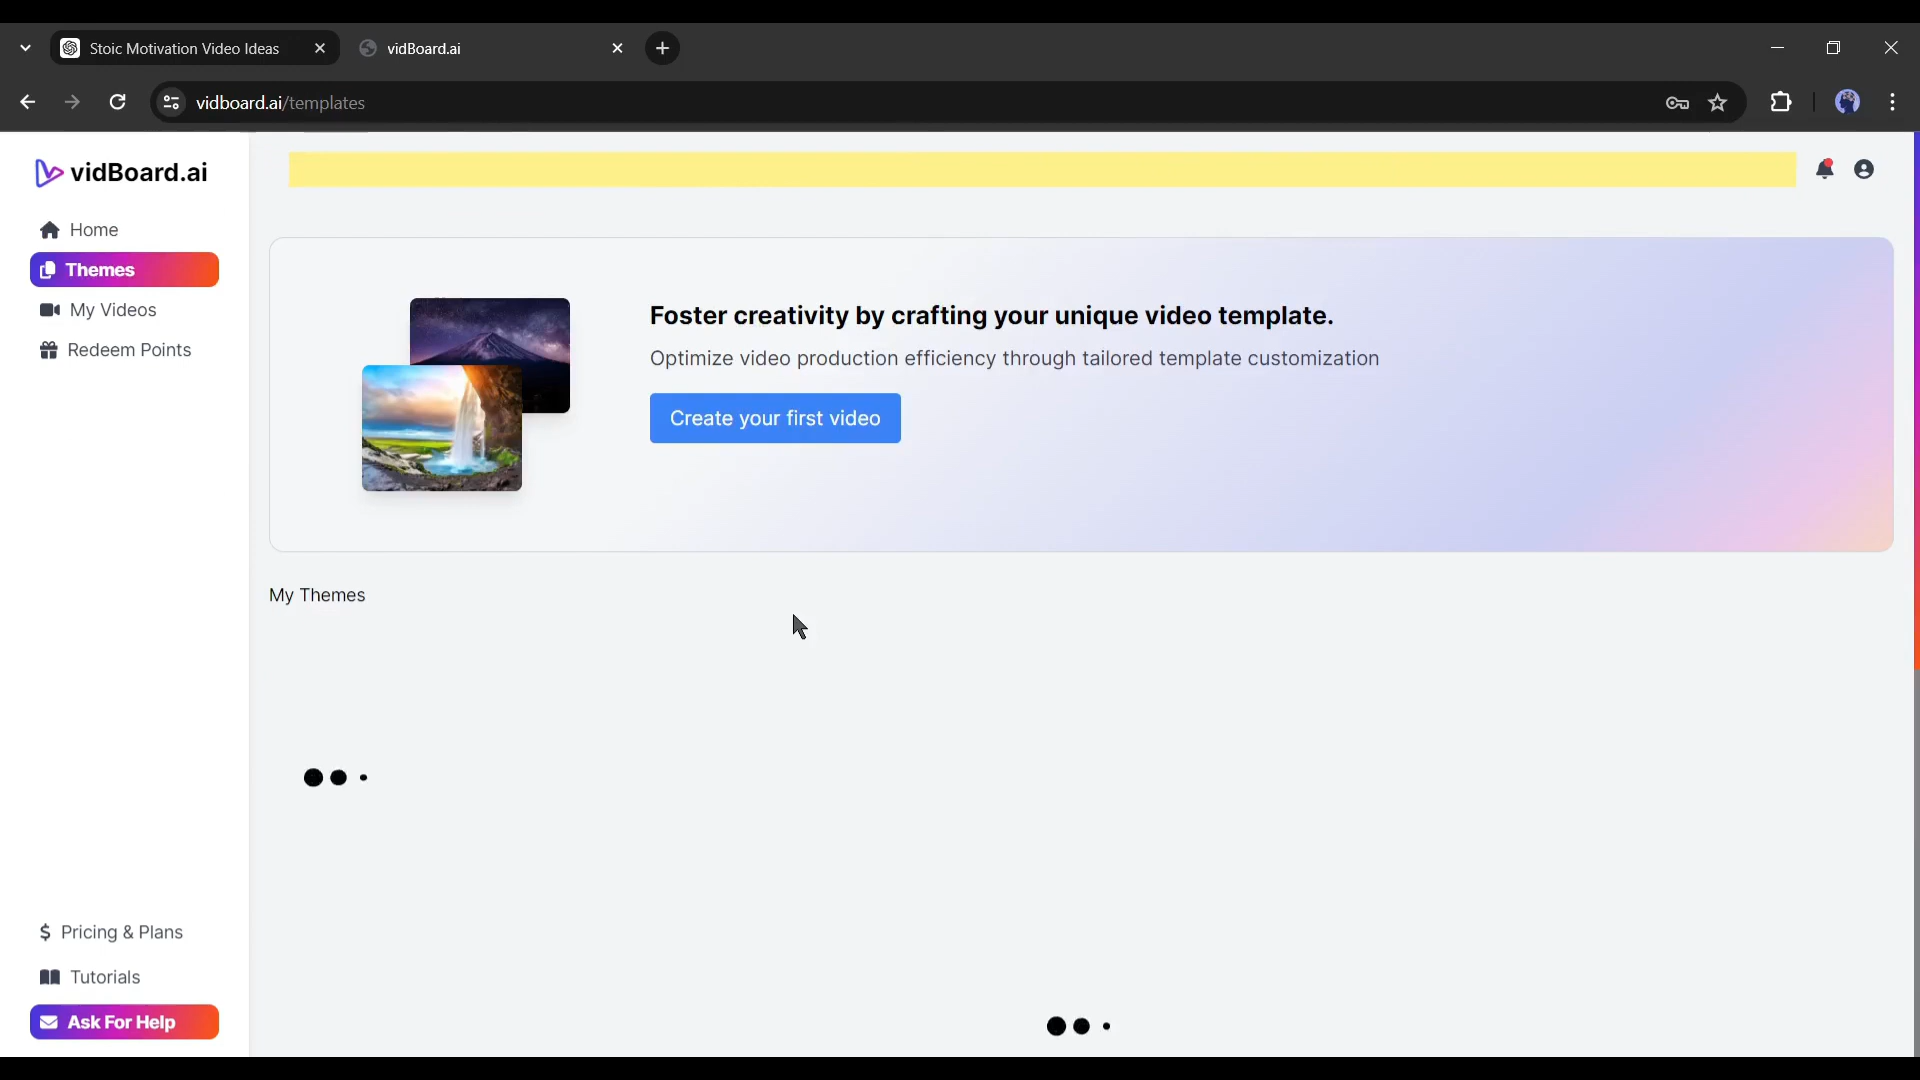 Stoic Motivation Video Ideas
vidBoard.ai
vidboard.ai/templates
vidBoard.ai
Home
Themes
My Videos
Redeem Points
Foster creativity by crafting your unique video template.
Optimize video production efficiency through tailored template customization
Create your first video
My Themes
Pricing & Plans
Tutorials
Ask For Help